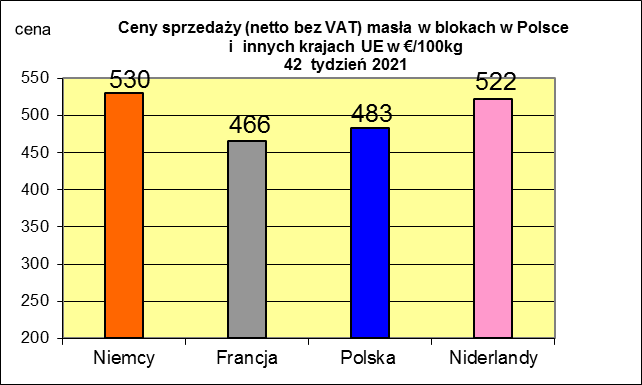 cena
Ceny sprzedaży (netto bez VAT) masła w blokach w Polsce
i innych krajach UE w €/100kg
42 tydzień 2021
550
500
450
400
350
300
250
200
530
466
483
522
Niemcy
Francja
Polska
Niderlandy